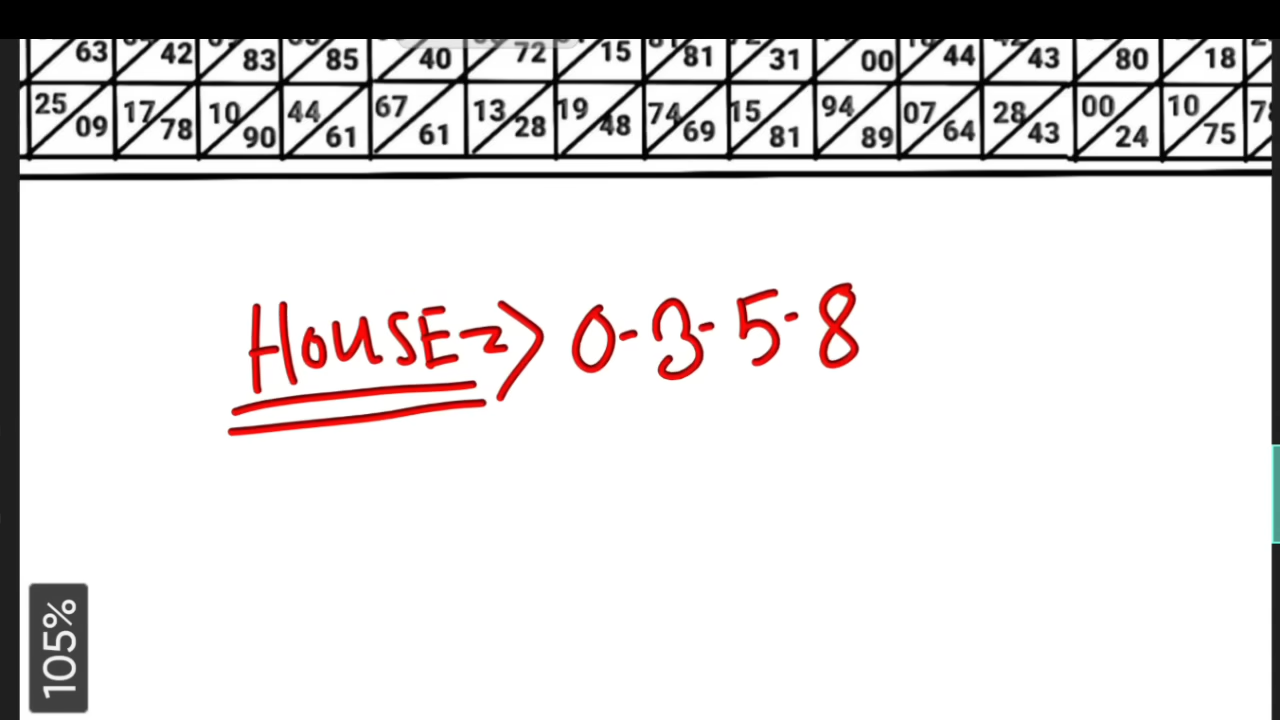 63 42 83 85 40 72 15 81 31 00 44 43 80 18
25 17 10 44 67 13 19 74 15 94 07 28 00 10
09 78 90 61 61 28 48 69 81 89 64 43 24 75
HOUSE => 0-3-5-8
105%